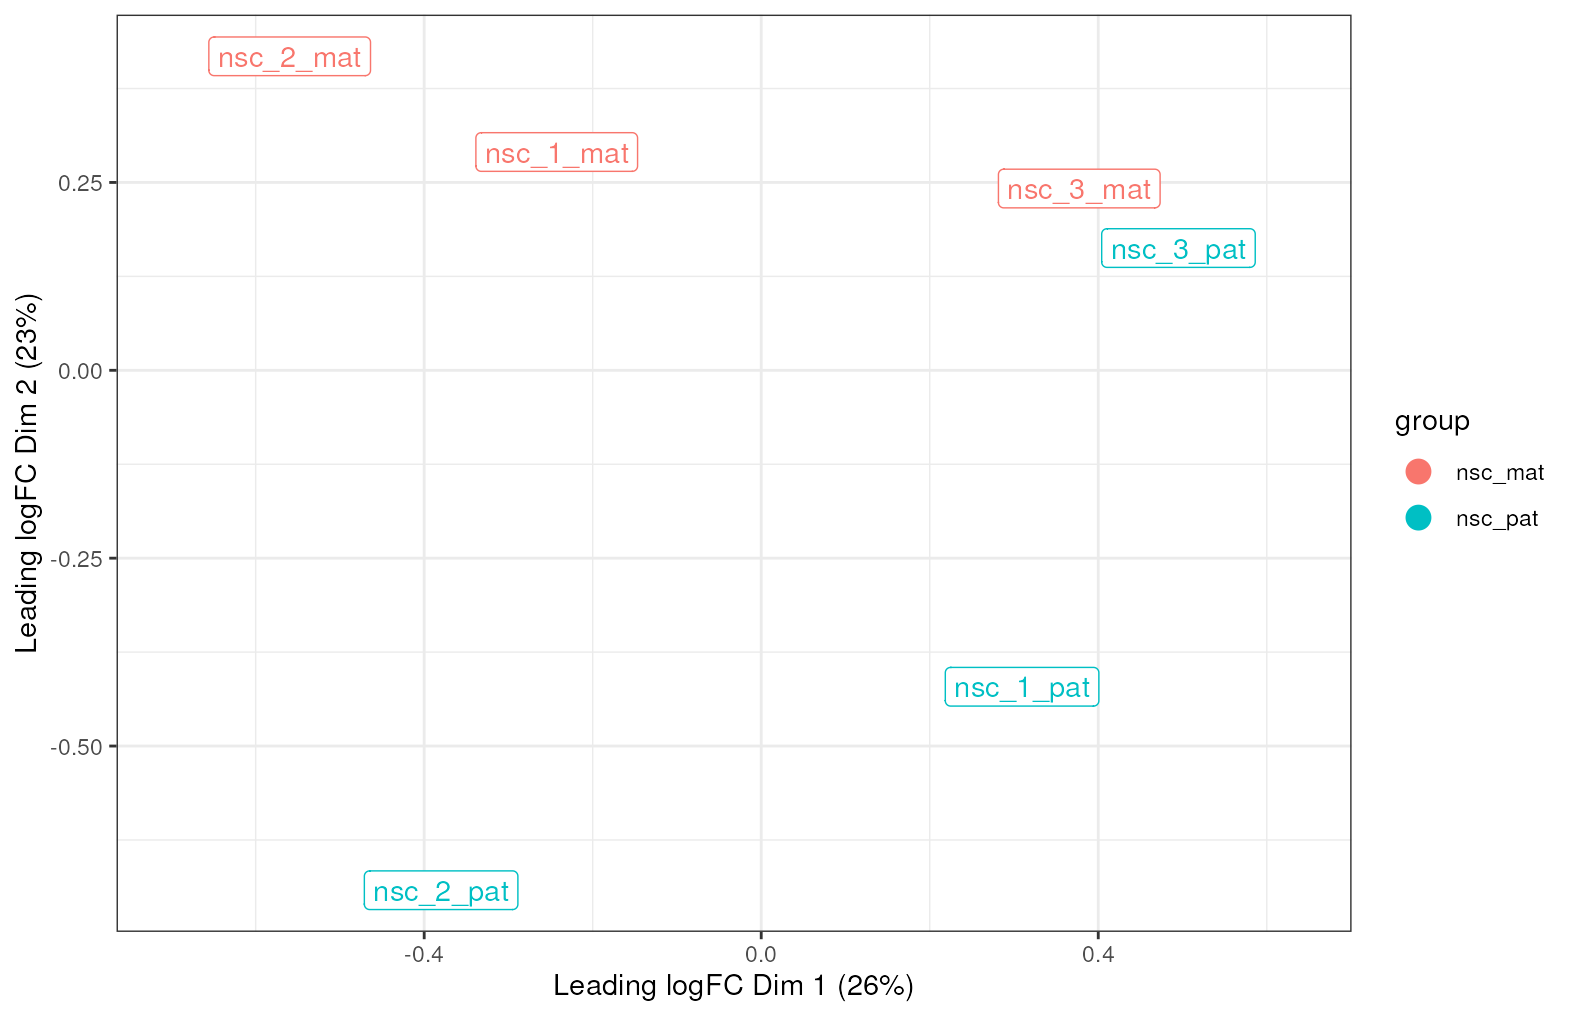 nsc_2_mat
nsc_1_mat
nsc_3_mat
nsc_3_pat
nsc_1_pat
nsc_2_pat
0.25
0.00
-0.25
-0.50
-0.4
0.0
0.4
Leading logFC Dim 1 (26%)
Leading logFC Dim 2 (23%)
group
nsc_mat
nsc_pat